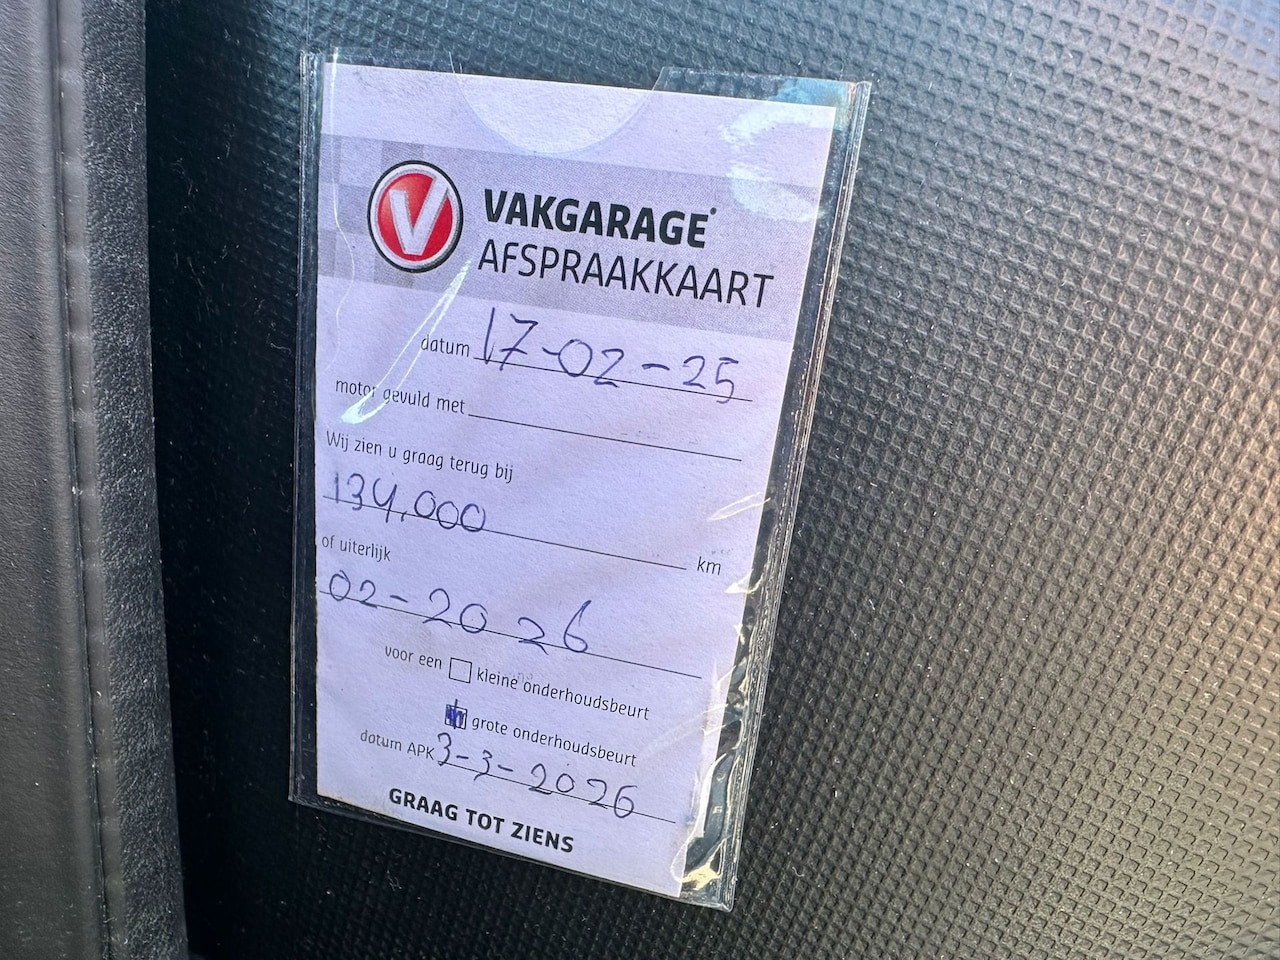 V
VAKGARAGE
AFSPRAAKKAART
datum 17-02-25
motor gevuld met
Wij zien u graag terug bij
134.000 km
of uiterlijk
02-2026
voor een kleine onderhoudsbeurt
grote onderhoudsbeurt
datum APK 3-3-2026
GRAAG TOT ZIENS